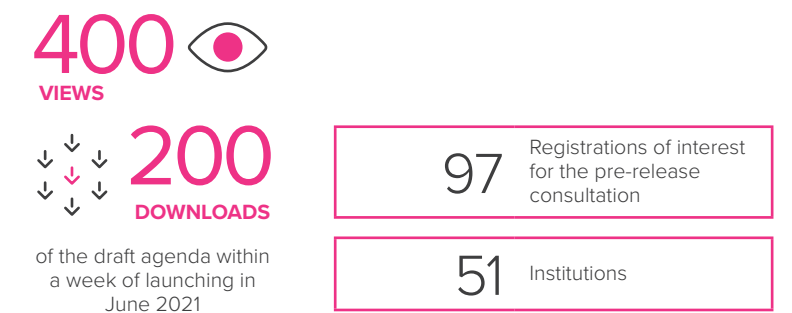 400
VIEWS
200
DOWNLOADS
of the draft agenda within
a week of launching in
June 2021
97
Registrations of interest
for the pre-release
consultation
51
Institutions